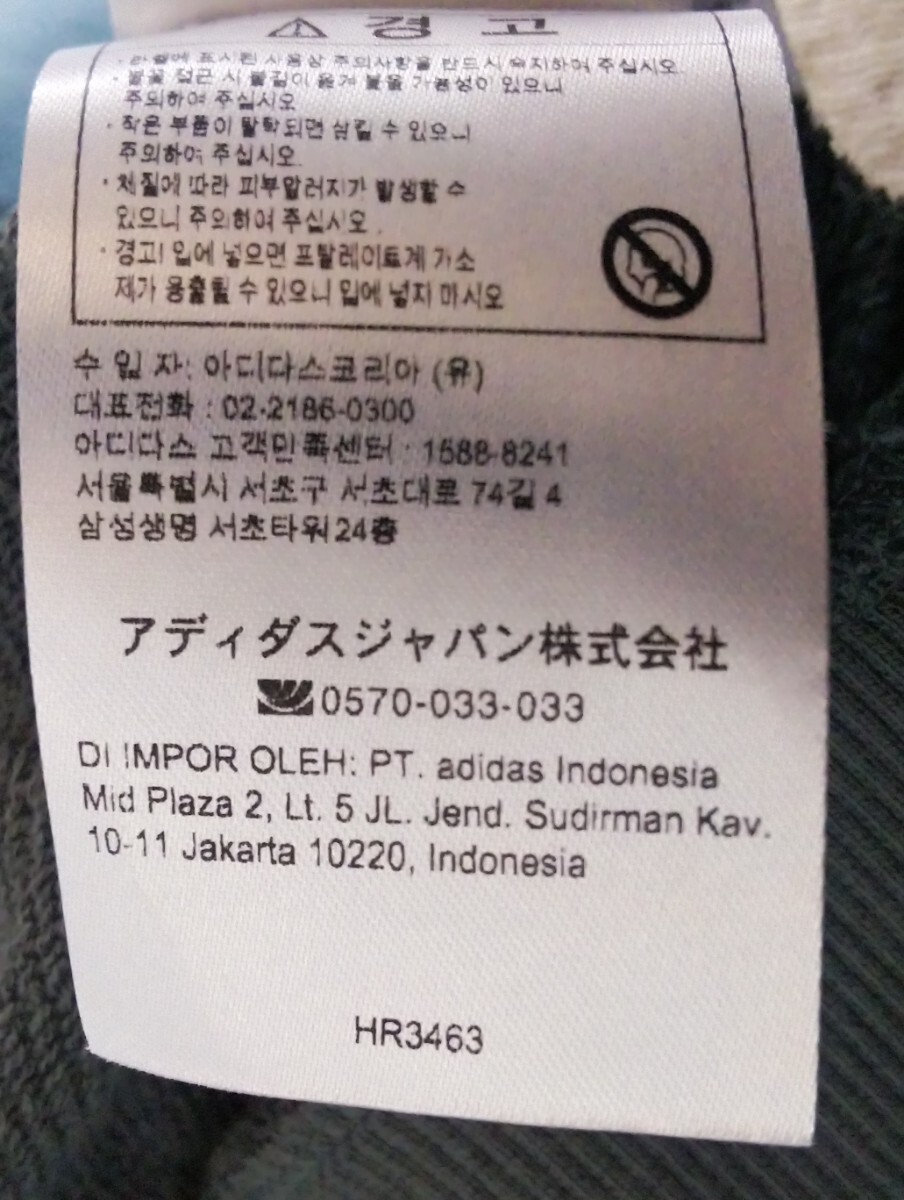 ⚠ 경 고
· 라벨에 표시된 사용상 주의사항을 반드시 숙지하여 주십시오.
· 불꽃 접근 시 불길이 옮겨 붙을 가능성이 있으니
주의하여 주십시오
· 작은 부품이 탈락되면 삼킬 수 있으니
주의하여 주십시오.
· 체질에 따라 피부알러지가 발생할 수
있으니 주의하여 주십시오.
· 경고! 입에 넣으면 프탈레이트계 가소
제가 용출될 수 있으니 입에 넣지 마시오
수 입 자: 아디다스코리아 (유)
대표전화 : 02-2186-0300
아디다스 고객만족센터 : 1588-8241
서울특별시 서초구 서초대로 74길 4
삼성생명 서초타워 24층
アディダスジャパン株式会社
0570-033-033
DI IMPOR OLEH: PT. adidas Indonesia
Mid Plaza 2, Lt. 5 JL. Jend. Sudirman Kav.
10-11 Jakarta 10220, Indonesia
HR3463